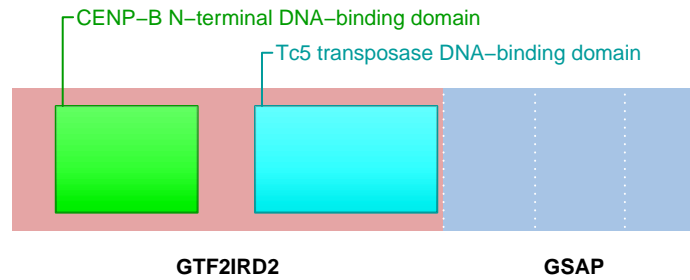 CENP−B N−terminal DNA−binding domain
Tc5 transposase DNA−binding domain
GTF2IRD2 GSAP